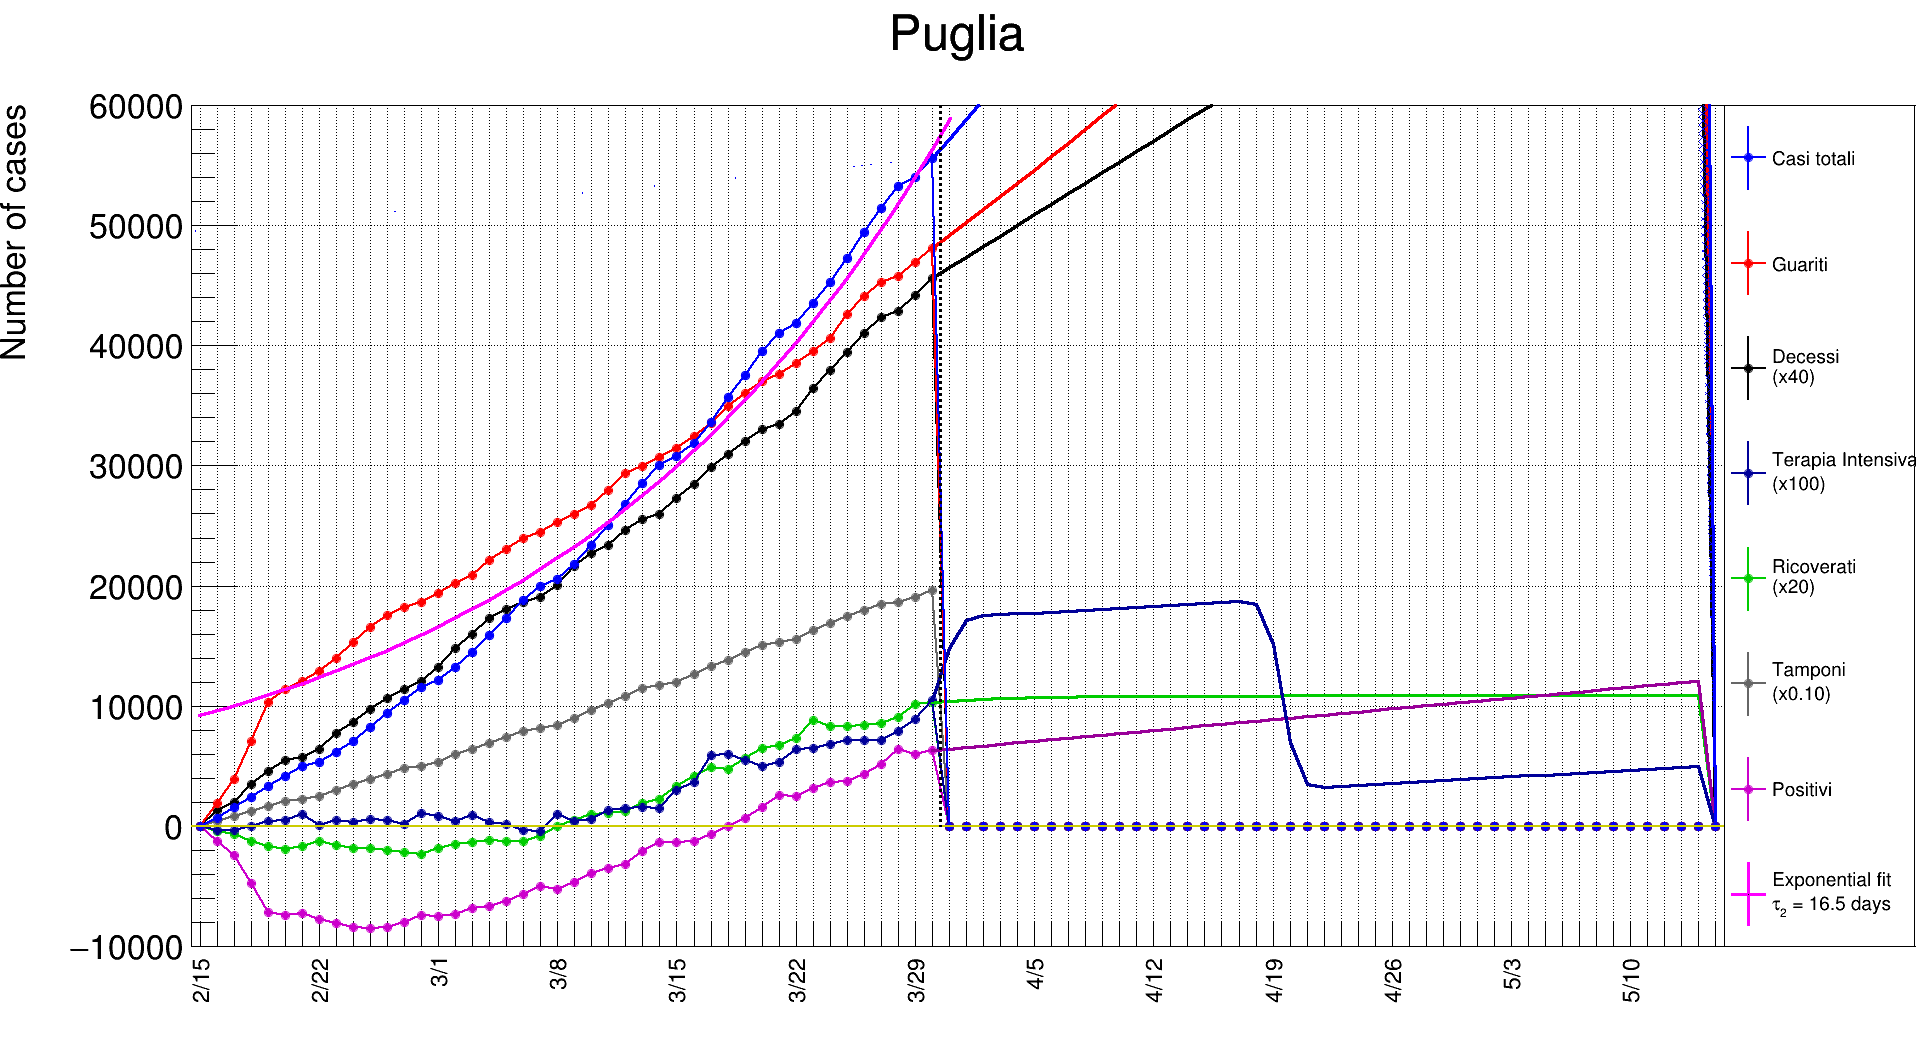 Puglia
Number of cases
60000
50000
40000
30000
20000
10000
0
−10000
2/15
2/22
3/1
3/8
3/15
3/22
3/29
4/5
4/12
4/19
4/26
5/3
5/10
Casi totali
Guariti
Decessi
(x40)
Terapia Intensiva
(x100)
Ricoverati
(x20)
Tamponi
(x0.10)
Positivi
Exponential fit
τ2 = 16.5 days